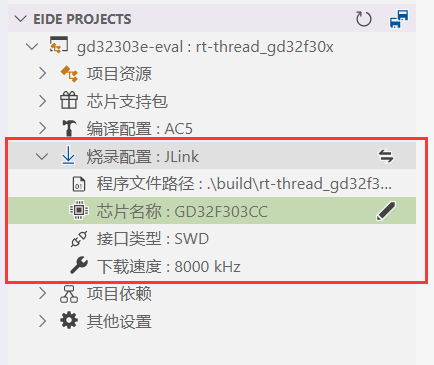 EIDE PROJECTS
gd32303e-eval : rt-thread_gd32f30x
项目资源
芯片支持包
编译配置 : AC5
烧录配置 : JLink
程序文件路径 : .\build\rt-thread_gd32f3...
芯片名称 : GD32F303CC
接口类型 : SWD
下载速度 : 8000 kHz
项目依赖
其他设置